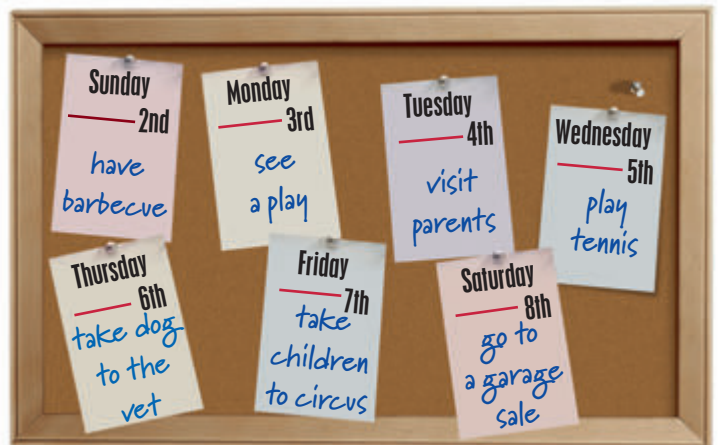 Sunday
2nd
have
barbecue
Monday
3rd
see
a play
Tuesday
4th
visit
parents
Wednesday
5th
play
tennis
Thursday
6th
take dog
to the
vet
Friday
7th
take
children
to circus
Saturday
8th
go to
a garage
sale